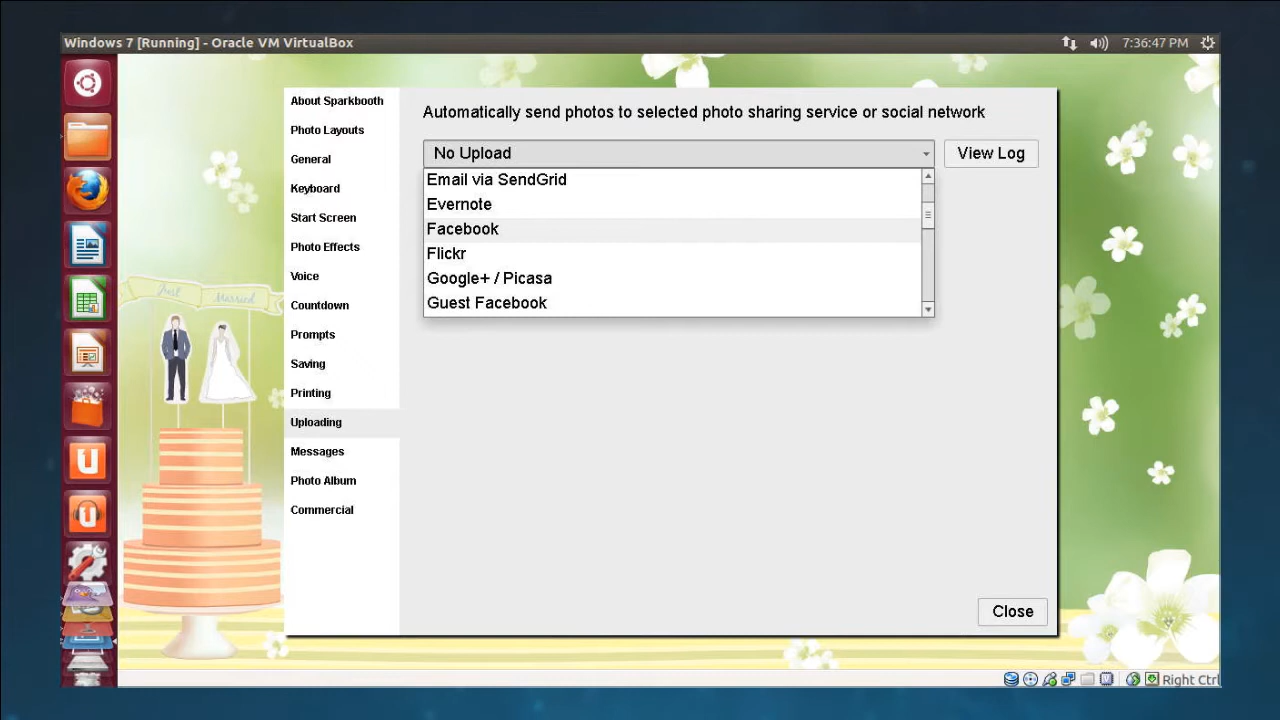 Windows 7 [Running] - Oracle VM VirtualBox
7:36:47 PM
About Sparkbooth
Photo Layouts
General
Keyboard
Start Screen
Photo Effects
Voice
Countdown
Prompts
Saving
Printing
Uploading
Messages
Photo Album
Commercial
Automatically send photos to selected photo sharing service or social network
No Upload
View Log
Email via SendGrid
Evernote
Facebook
Flickr
Google+ / Picasa
Guest Facebook
Close
Just Married
Right Ctrl